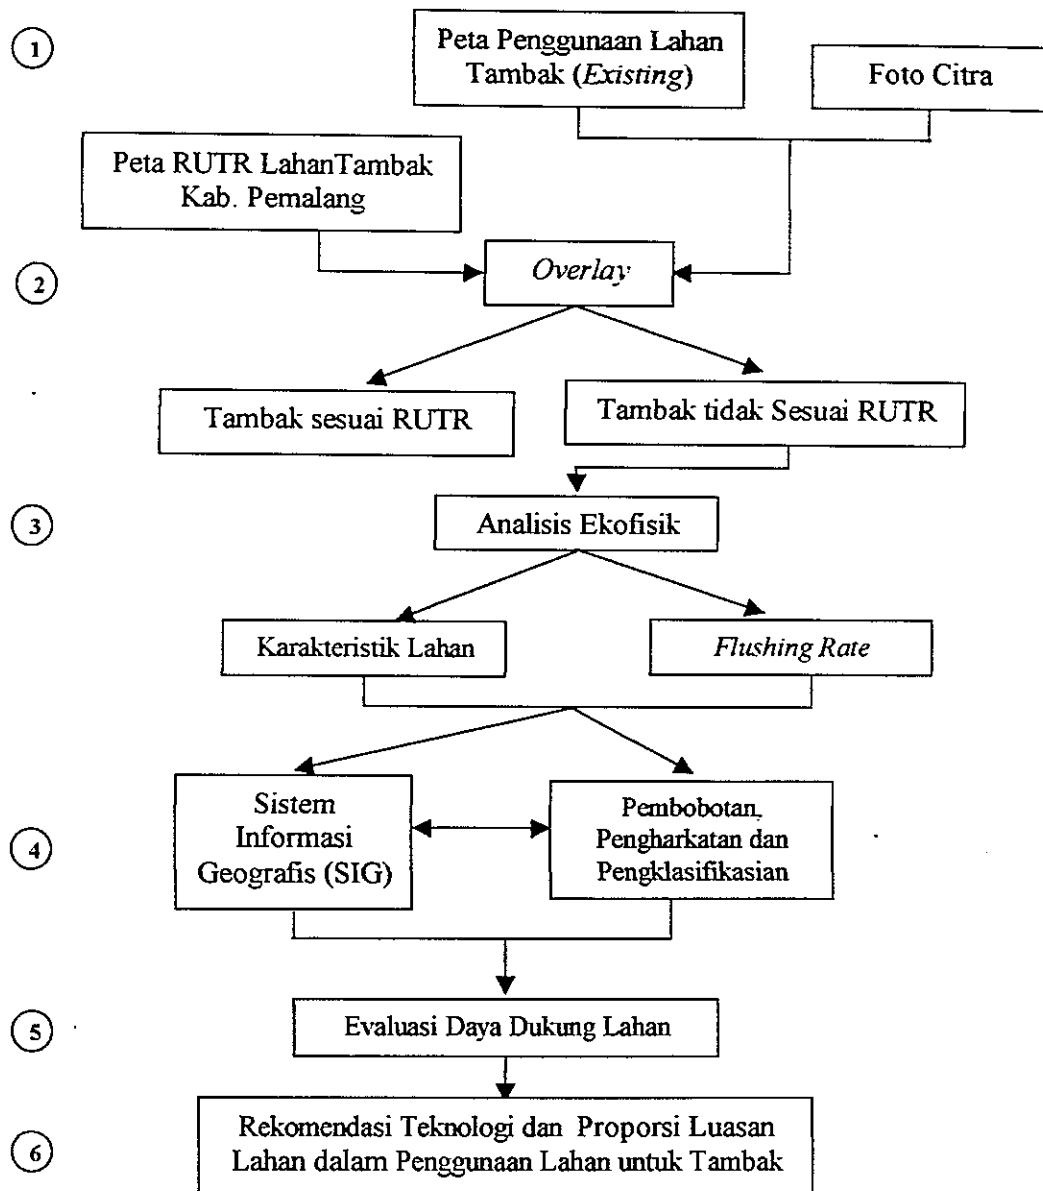 1
Peta Penggunaan Lahan
Tambak (Existing)
Foto Citra
Peta RUTR LahanTambak
Kab. Pemalang
2
Overlay
Tambak sesuai RUTR
Tambak tidak Sesuai RUTR
3
Analisis Ekofisik
Karakteristik Lahan
Flushing Rate
4
Sistem
Informasi
Geografis (SIG)
Pembobotan,
Pengharkatan dan
Pengklasifikasian
5
Evaluasi Daya Dukung Lahan
6
Rekomendasi Teknologi dan Proporsi Luasan
Lahan dalam Penggunaan Lahan untuk Tambak